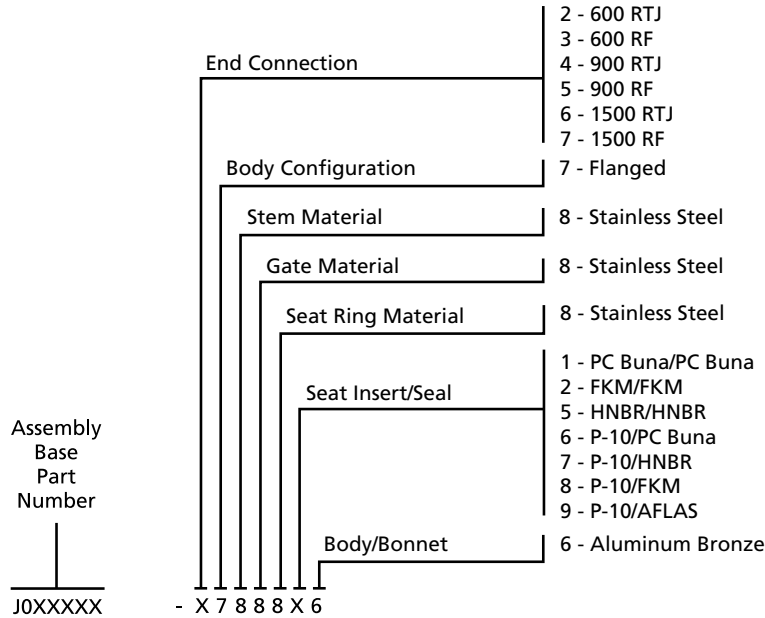 2 - 600 RTJ
3 - 600 RF
End Connection
4 - 900 RTJ
5 - 900 RF
6 - 1500 RTJ
7 - 1500 RF
Body Configuration
7 - Flanged
Stem Material
8 - Stainless Steel
Gate Material
8 - Stainless Steel
Seat Ring Material
8 - Stainless Steel
1 - PC Buna/PC Buna
2 - FKM/FKM
Seat Insert/Seal
5 - HNBR/HNBR
6 - P-10/PC Buna
7 - P-10/HNBR
8 - P-10/FKM
9 - P-10/AFLAS
Assembly
Base
Part
Number
Body/Bonnet
6 - Aluminum Bronze
J0XXXXX - X 7 8 8 8 X 6